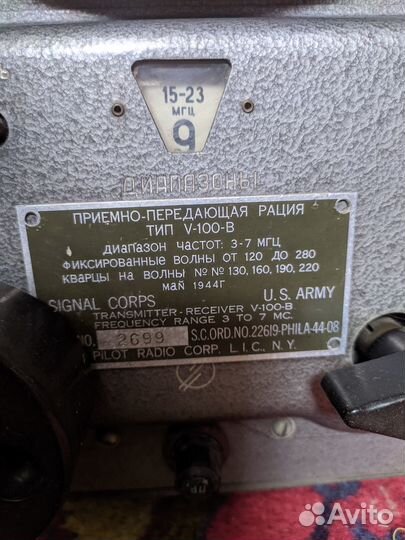 15-23
МГЦ
9
ДИАПАЗОНЫ
ПРИЕМНО-ПЕРЕДАЮЩАЯ РАЦИЯ
ТИП V-100-B
ДИАПАЗОН ЧАСТОТ: 3-7 МГЦ
ФИКСИРОВАННЫЕ ВОЛНЫ ОТ 120 ДО 280
КВАРЦЫ НА ВОЛНЫ №№ 130, 160, 190, 220
МАЙ 1944Г
SIGNAL CORPS U.S. ARMY
TRANSMITTER-RECEIVER V-100-B
FREQUENCY RANGE 3 TO 7 MC.
NO. 2699 S.C.ORD.NO.22619-PHILA-44-08
PILOT RADIO CORP. L.I.C., N.Y.
Avito